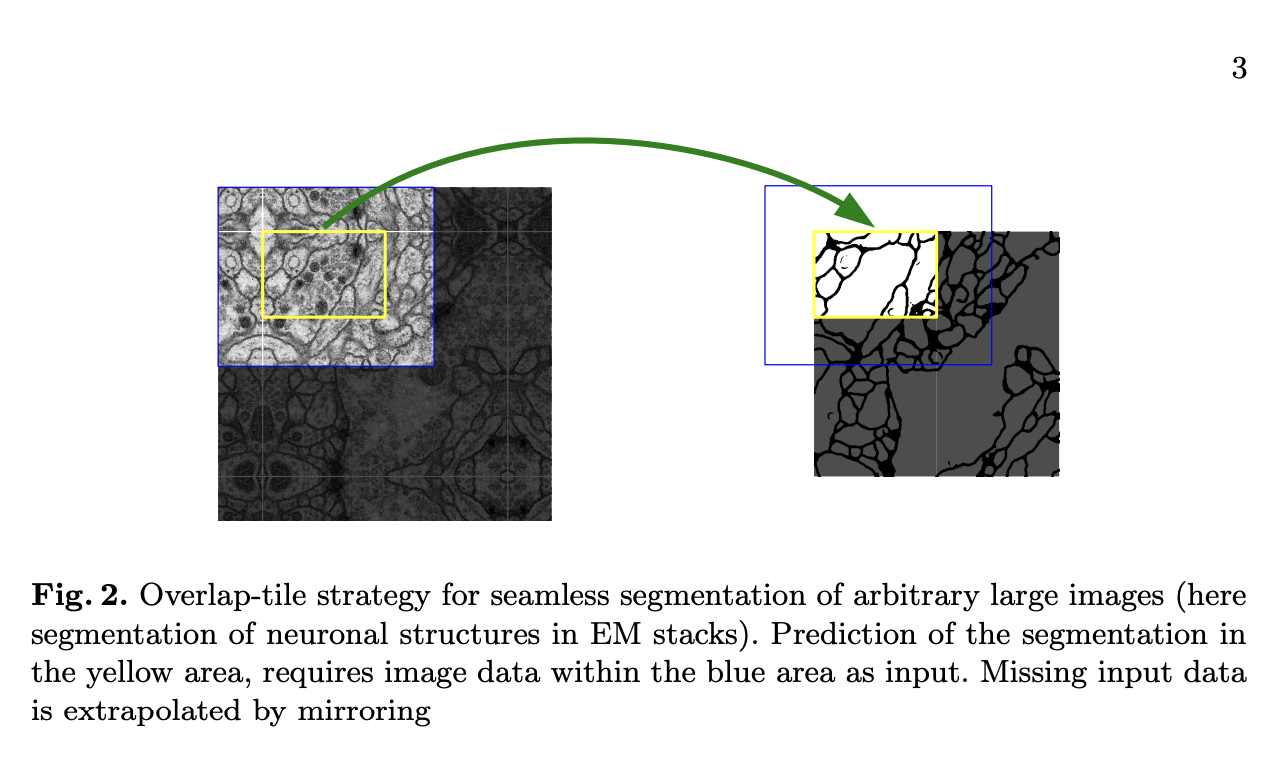 3
Fig. 2. Overlap-tile strategy for seamless segmentation of arbitrary large images (here
segmentation of neuronal structures in EM stacks). Prediction of the segmentation in
the yellow area, requires image data within the blue area as input. Missing input data
is extrapolated by mirroring